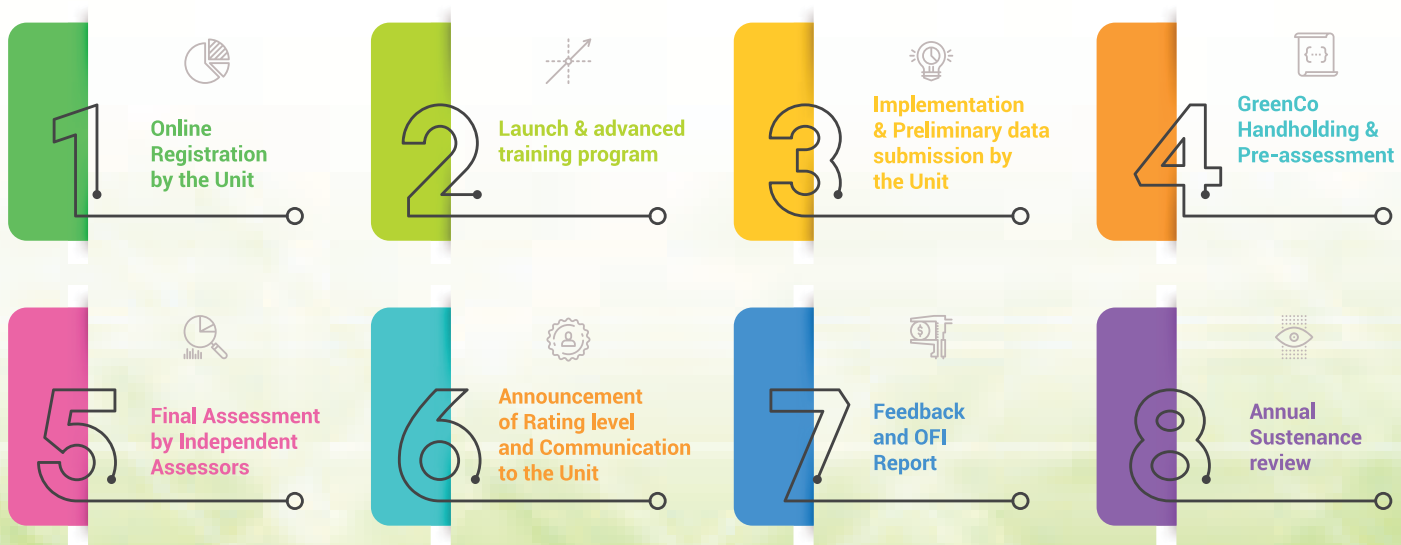 1
Online
Registration
by the Unit
2
Launch & advanced
training program
3
Implementation
& Preliminary data
submission by
the Unit
4
GreenCo
Handholding &
Pre-assessment
5
Final Assessment
by Independent
Assessors
6
Announcement
of Rating level
and Communication
to the Unit
7
Feedback
and OFI
Report
8
Annual
Sustenance
review